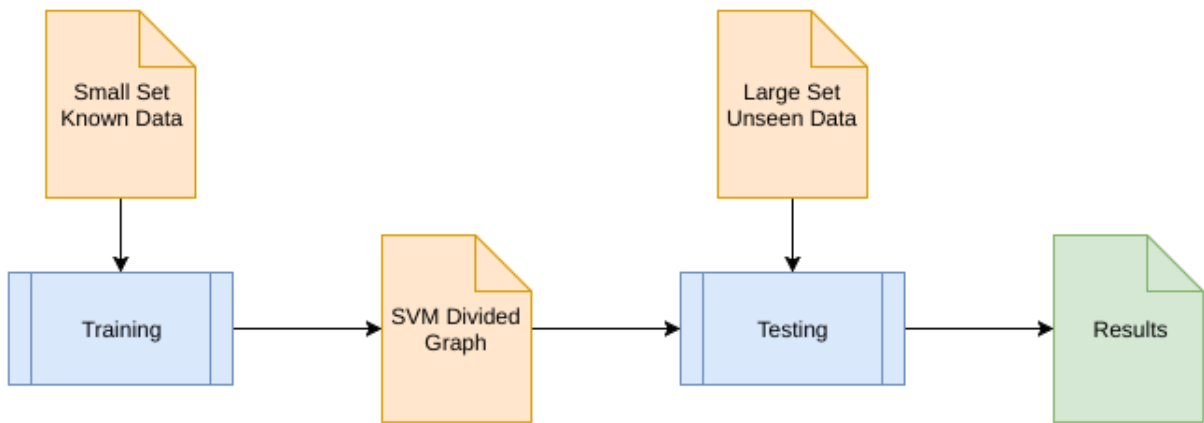 Small Set
Known Data
Large Set
Unseen Data
Training
SVM Divided
Graph
Testing
Results